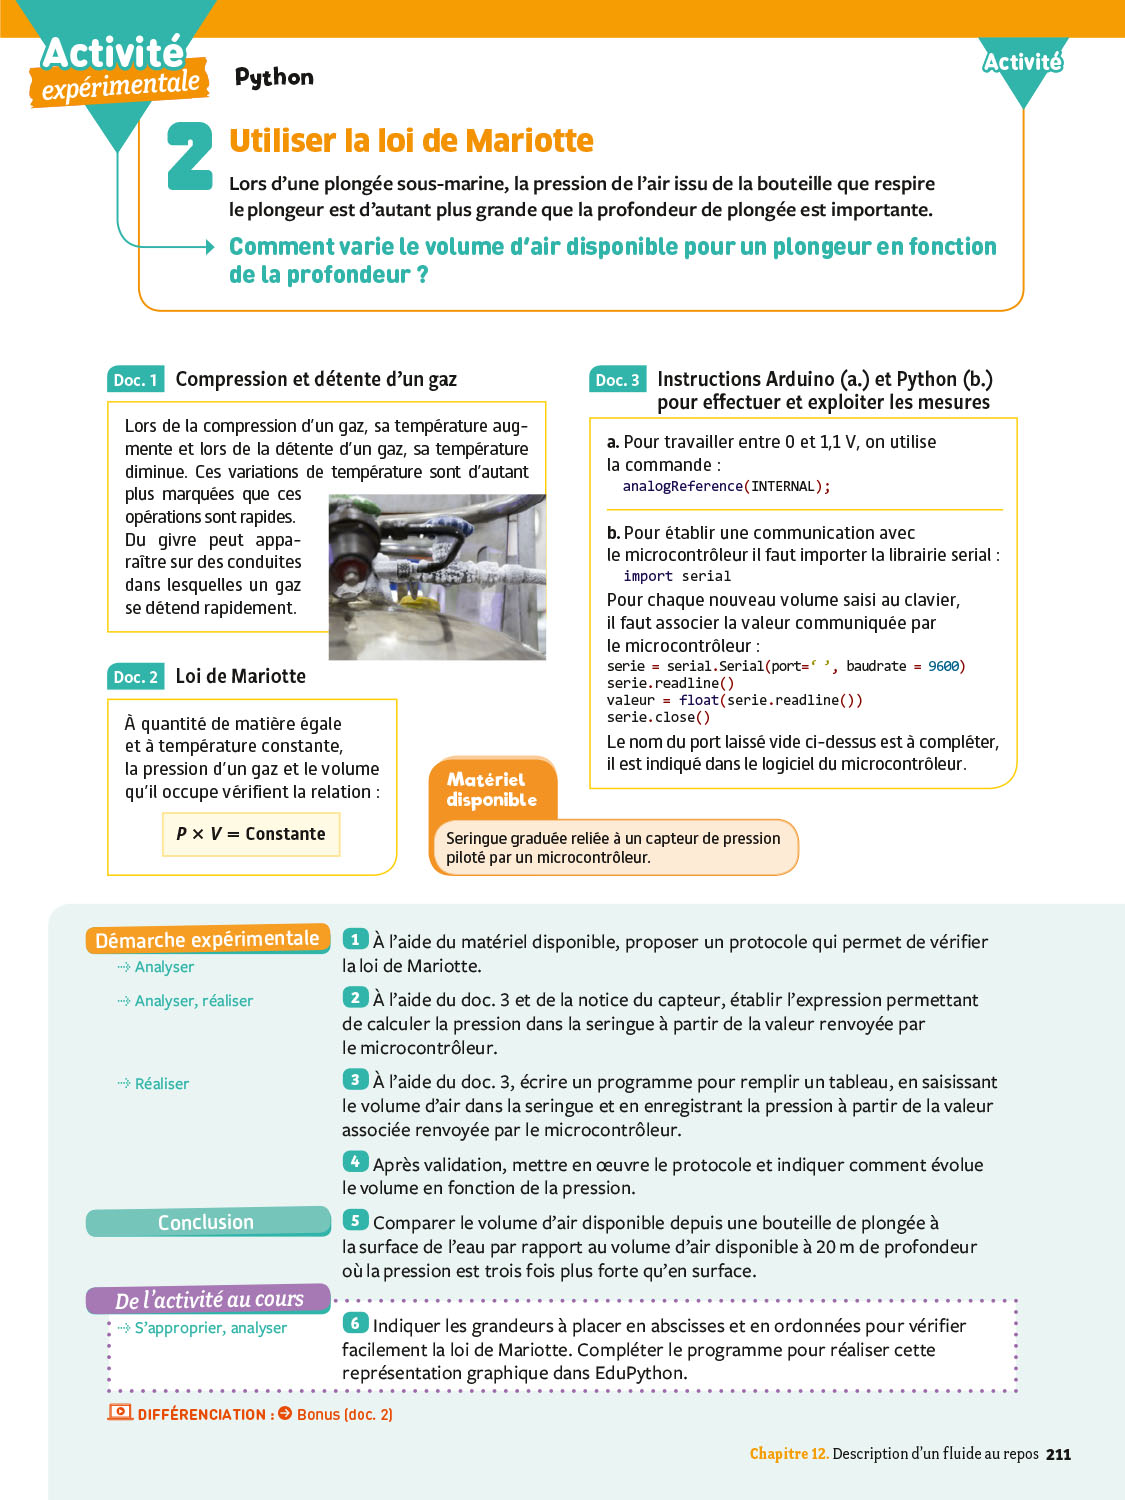 Activité
expérimentale
Python
Activité
2
Utiliser la loi de Mariotte
Lors d’une plongée sous-marine, la pression de l’air issu de la bouteille que respire
le plongeur est d’autant plus grande que la profondeur de plongée est importante.
Comment varie le volume d’air disponible pour un plongeur en fonction
de la profondeur ?
Doc. 1 Compression et détente d’un gaz
Lors de la compression d’un gaz, sa température aug-
mente et lors de la détente d’un gaz, sa température
diminue. Ces variations de température sont d’autant
plus marquées que ces
opérations sont rapides.
Du givre peut appa-
raître sur des conduites
dans lesquelles un gaz
se détend rapidement.
Doc. 2 Loi de Mariotte
À quantité de matière égale
et à température constante,
la pression d’un gaz et le volume
qu’il occupe vérifient la relation :
P × V = Constante
Doc. 3 Instructions Arduino (a.) et Python (b.)
pour effectuer et exploiter les mesures
a. Pour travailler entre 0 et 1,1 V, on utilise
la commande :
analogReference(INTERNAL);
b. Pour établir une communication avec
le microcontrôleur il faut importer la librairie serial :
import serial
Pour chaque nouveau volume saisi au clavier,
il faut associer la valeur communiquée par
le microcontrôleur :
serie = serial.Serial(port=‘ ’, baudrate = 9600)
serie.readline()
valeur = float(serie.readline())
serie.close()
Le nom du port laissé vide ci-dessus est à compléter,
il est indiqué dans le logiciel du microcontrôleur.
Matériel
disponible
Seringue graduée reliée à un capteur de pression
piloté par un microcontrôleur.
Démarche expérimentale
Analyser
1 À l’aide du matériel disponible, proposer un protocole qui permet de vérifier
la loi de Mariotte.
Analyser, réaliser
2 À l’aide du doc. 3 et de la notice du capteur, établir l’expression permettant
de calculer la pression dans la seringue à partir de la valeur renvoyée par
le microcontrôleur.
Réaliser
3 À l’aide du doc. 3, écrire un programme pour remplir un tableau, en saisissant
le volume d’air dans la seringue et en enregistrant la pression à partir de la valeur
associée renvoyée par le microcontrôleur.
4 Après validation, mettre en œuvre le protocole et indiquer comment évolue
le volume en fonction de la pression.
Conclusion
5 Comparer le volume d’air disponible depuis une bouteille de plongée à
la surface de l’eau par rapport au volume d’air disponible à 20 m de profondeur
où la pression est trois fois plus forte qu’en surface.
De l’activité au cours
S’approprier, analyser
6 Indiquer les grandeurs à placer en abscisses et en ordonnées pour vérifier
facilement la loi de Mariotte. Compléter le programme pour réaliser cette
représentation graphique dans EduPython.
DIFFÉRENCIATION : Bonus (doc. 2)
Chapitre 12. Description d’un fluide au repos 211